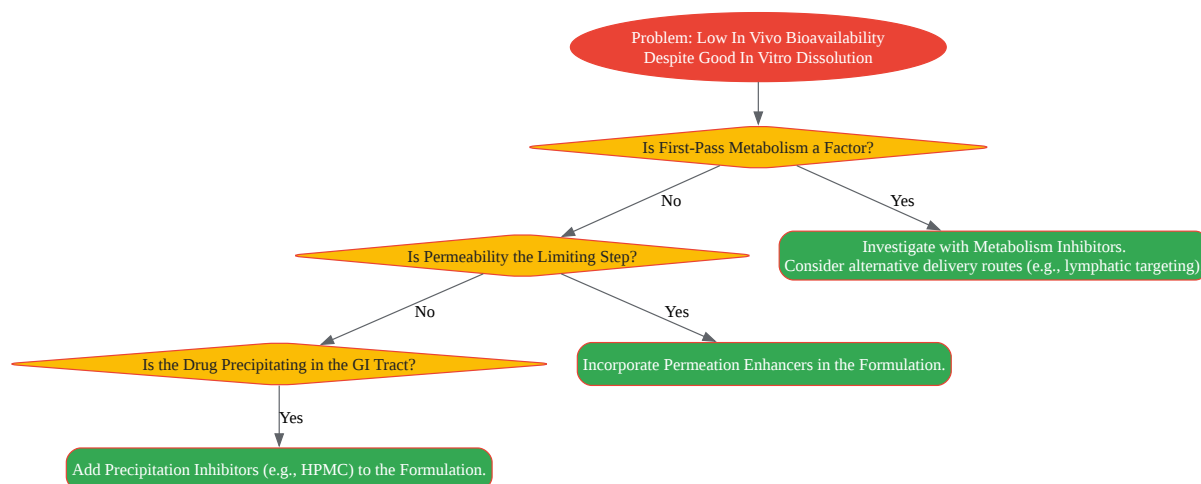 Problem: Low In Vivo Bioavailability
Despite Good In Vitro Dissolution
Is First-Pass Metabolism a Factor?
No
Yes
Is Permeability the Limiting Step?
Investigate with Metabolism Inhibitors.
Consider alternative delivery routes (e.g., lymphatic targeting)
No
Yes
Is the Drug Precipitating in the GI Tract?
Incorporate Permeation Enhancers in the Formulation.
Yes
Add Precipitation Inhibitors (e.g., HPMC) to the Formulation.